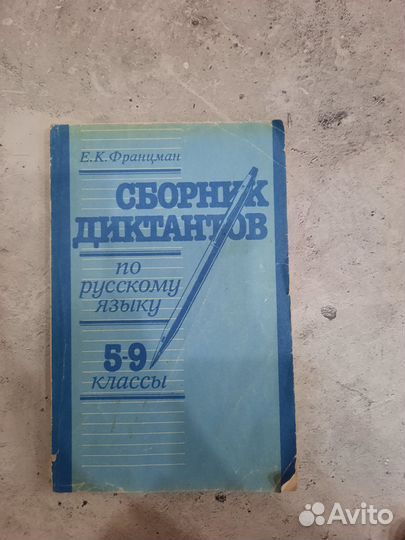 Е.К.Францман
СБОРНИК
ДИКТАНТОВ
по
русскому
языку
5-9
классы
Avito